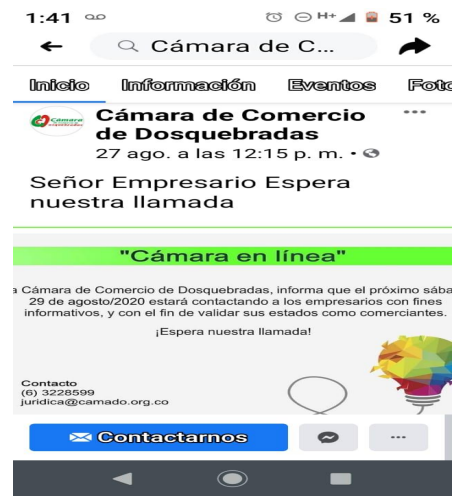 1:41 H+ 51 %
Cámara de C...
Inicio Información Eventos Foto
Cámara de Comercio
de Dosquebradas
27 ago. a las 12:15 p. m. •
Señor Empresario Espera
nuestra llamada
"Cámara en línea"
a Cámara de Comercio de Dosquebradas, informa que el próximo sába
29 de agosto/2020 estará contactando a los empresarios con fines
informativos, y con el fin de validar sus estados como comerciantes.
¡Espera nuestra llamada!
Contacto
(6) 3228599
juridica@camado.org.co
Contactarnos